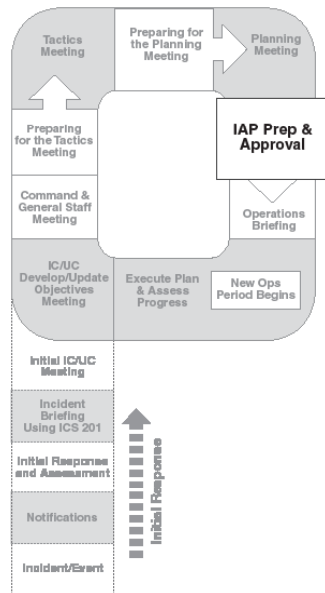 Tactics
Meeting
Preparing for
the Planning
Meeting
Planning
Meeting
Preparing
for the Tactics
Meeting
IAP Prep &
Approval
Command &
General Staff
Meeting
Operations
Briefing
IC/UC
Develop/Update
Objectives
Meeting
Execute Plan
& Assess
Progress
New Ops
Period Begins
Initial IC/UC
Meeting
Incident
Briefing
Using ICS 201
Initial Response
and Assessment
Notifications
Incident/Event
Initial Response